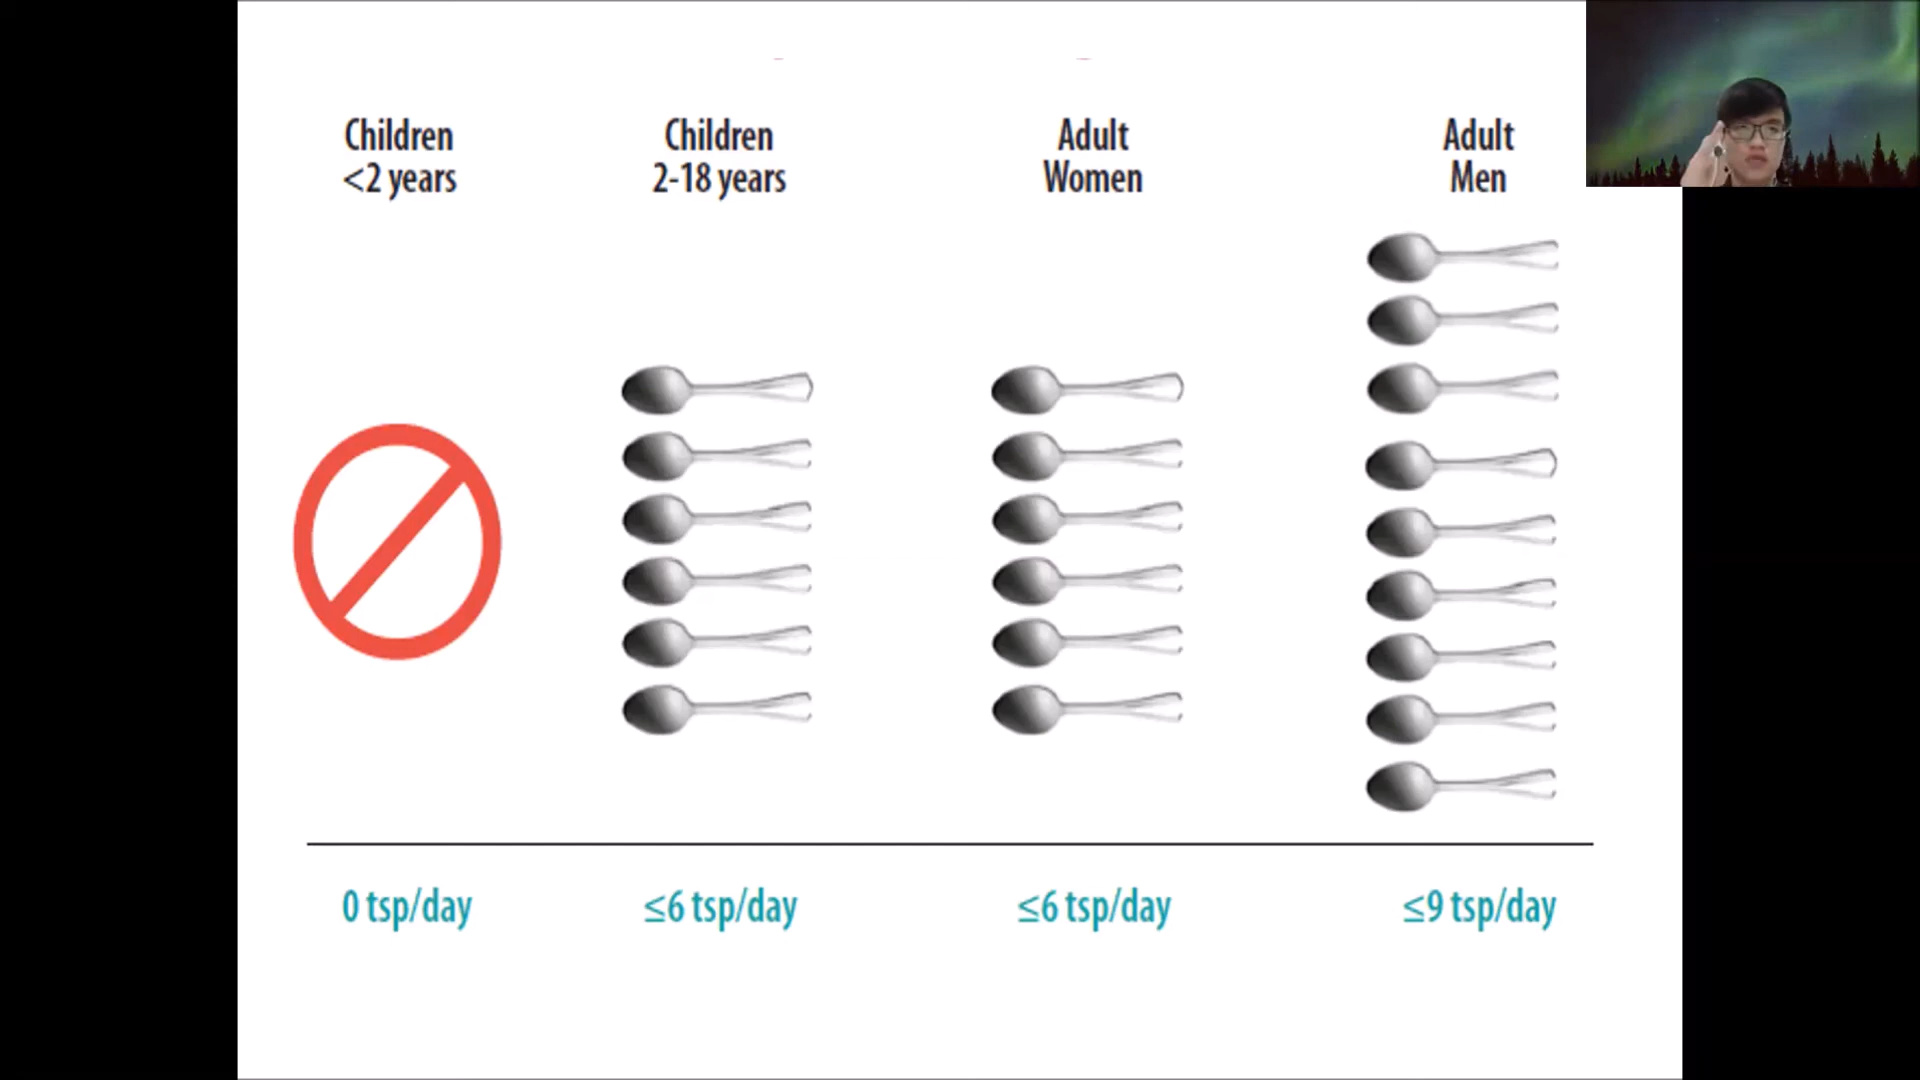 Children
<2 years
Children
2-18 years
Adult
Women
Adult
Men
0 tsp/day
≤6 tsp/day
≤6 tsp/day
≤9 tsp/day